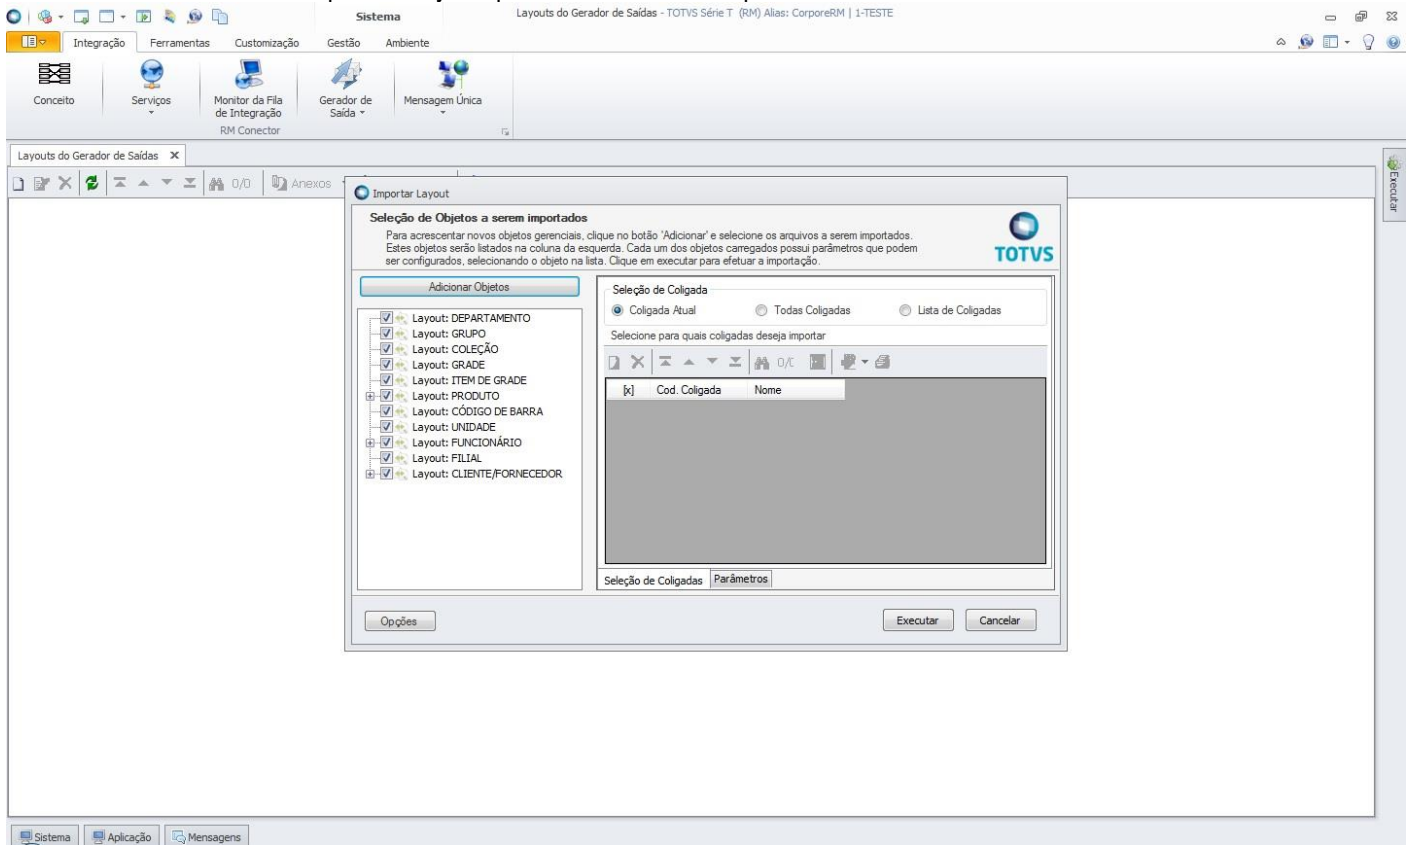 Sistema
Layouts do Gerador de Saídas - TOTVS Série T (RM) Alias: CorporeRM | 1-TESTE
Integração Ferramentas Customização Gestão Ambiente
Conceito
Serviços
Monitor da Fila
de Integração
Gerador de
Saída
Mensagem Única
RM Conector
Layouts do Gerador de Saídas X
0/0 Anexos
Executar
Importar Layout
Seleção de Objetos a serem importados
Para acrescentar novos objetos gerenciais, clique no botão 'Adicionar' e selecione os arquivos a serem importados.
Estes objetos serão listados na coluna da esquerda. Cada um dos objetos carregados possui parâmetros que podem
ser configurados, selecionando o objeto na lista. Clique em executar para efetuar a importação.
TOTVS
Adicionar Objetos
Layout: DEPARTAMENTO
Layout: GRUPO
Layout: COLEÇÃO
Layout: GRADE
Layout: ITEM DE GRADE
Layout: PRODUTO
Layout: CÓDIGO DE BARRA
Layout: UNIDADE
Layout: FUNCIONÁRIO
Layout: FILIAL
Layout: CLIENTE/FORNECEDOR
Seleção de Coligada
Coligada Atual Todas Coligadas Lista de Coligadas
Selecione para quais coligadas deseja importar
[x] Cod. Coligada Nome
Seleção de Coligadas Parâmetros
Opções
Executar Cancelar
Sistema Aplicação Mensagens